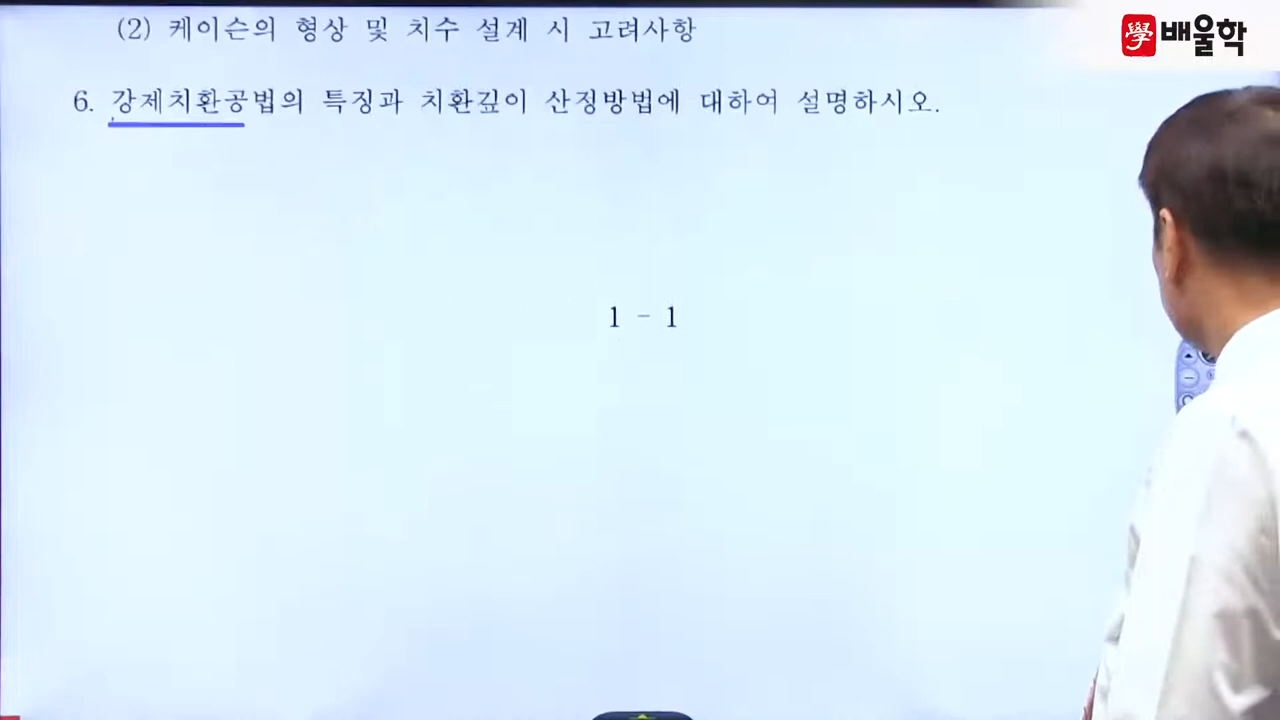 (2) 케이슨의 형상 및 치수 설계 시 고려사항
學배울학
6. 강제치환공법의 특징과 치환깊이 산정방법에 대하여 설명하시오.
1 - 1